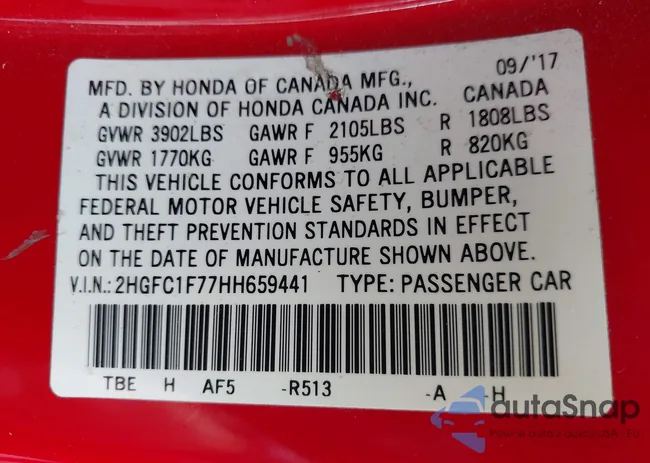 MFD. BY HONDA OF CANADA MFG., 09/'17
A DIVISION OF HONDA CANADA INC. CANADA
GVWR 3902LBS GAWR F 2105LBS R 1808LBS
GVWR 1770KG GAWR F 955KG R 820KG
THIS VEHICLE CONFORMS TO ALL APPLICABLE
FEDERAL MOTOR VEHICLE SAFETY, BUMPER,
AND THEFT PREVENTION STANDARDS IN EFFECT
ON THE DATE OF MANUFACTURE SHOWN ABOVE.
V.I.N.: 2HGFC1F77HH659441 TYPE: PASSENGER CAR
TBE H AF5 -R513 -A -H
autaSnap